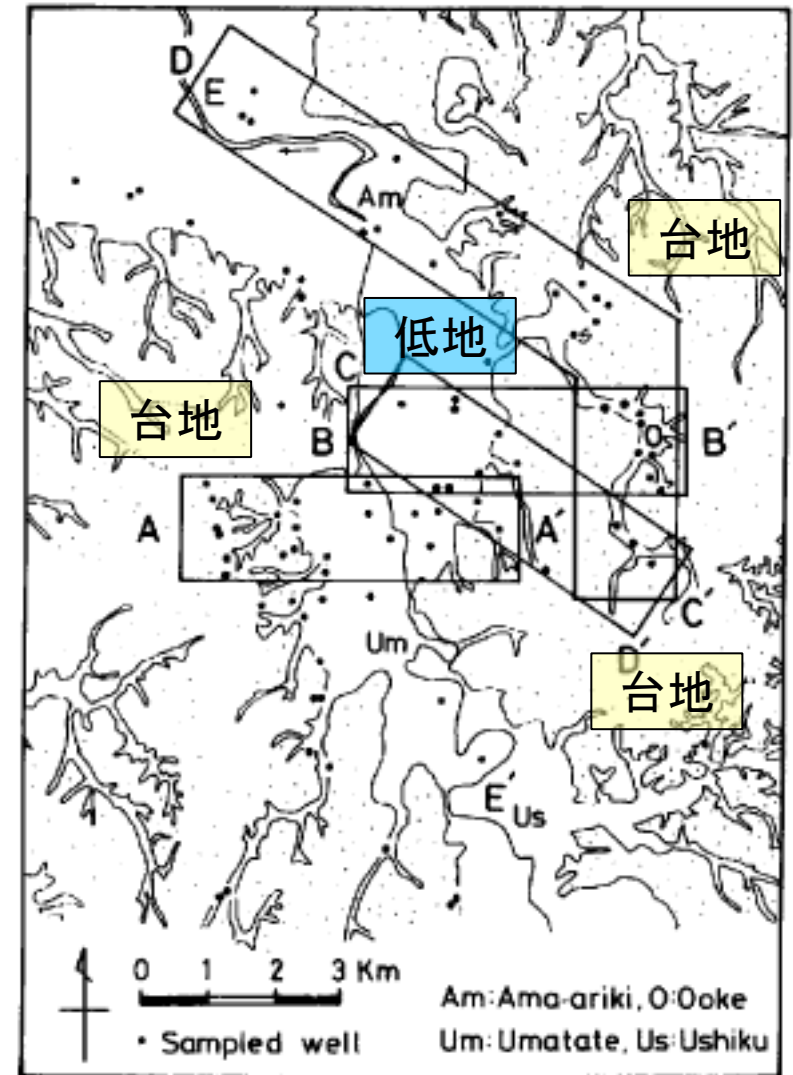 D
E
Am
台地
低地
C
台地
B
O
B´
A
A´
C´
Um
D´
台地
E´
Us
0 1 2 3 Km
Am:Ama-ariki, O:Ooke
• Sampled well
Um:Umatate, Us:Ushiku